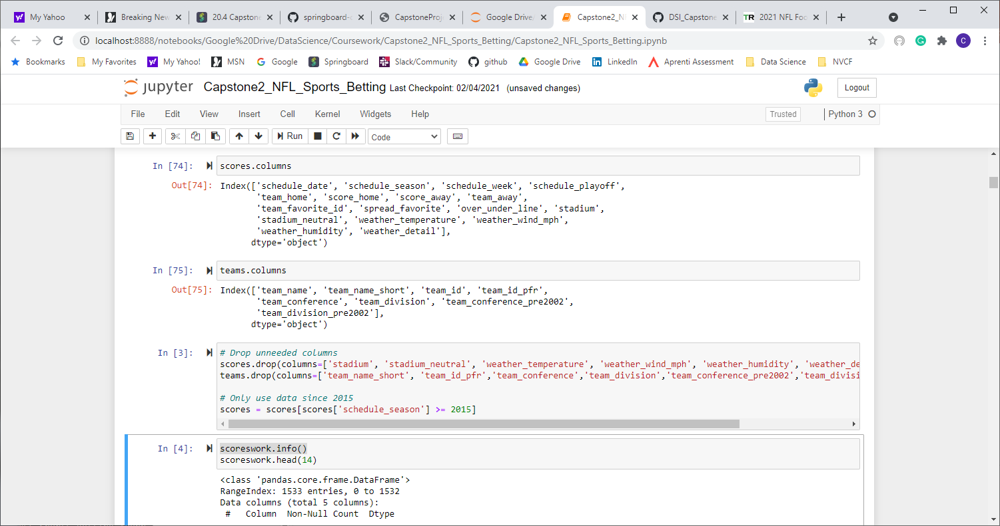 My Yahoo
Breaking New
20.4 Capstone
springboard-c
CapstoneProj
Google Drive/
Capstone2_N
DSI_Capstone
TR 2021 NFL Foo
localhost:8888/notebooks/Google%20Drive/DataScience/Coursework/Capstone2_NFL_Sports_Betting/Capstone2_NFL_Sports_Betting.ipynb
C
Bookmarks My Favorites My Yahoo! MSN Google Springboard Slack/Community github Google Drive LinkedIn Aprenti Assessment Data Science NVCF
jupyter Capstone2_NFL_Sports_Betting Last Checkpoint: 02/04/2021 (unsaved changes) Logout
File Edit View Insert Cell Kernel Widgets Help Trusted Python 3
Run Code
In [74]: scores.columns
Out[74]: Index(['schedule_date', 'schedule_season', 'schedule_week', 'schedule_playoff',
'team_home', 'score_home', 'score_away', 'team_away',
'team_favorite_id', 'spread_favorite', 'over_under_line', 'stadium',
'stadium_neutral', 'weather_temperature', 'weather_wind_mph',
'weather_humidity', 'weather_detail'],
dtype='object')
In [75]: teams.columns
Out[75]: Index(['team_name', 'team_name_short', 'team_id', 'team_id_pfr',
'team_conference', 'team_division', 'team_conference_pre2002',
'team_division_pre2002'],
dtype='object')
In [3]: # Drop unneeded columns
scores.drop(columns=['stadium', 'stadium_neutral', 'weather_temperature', 'weather_wind_mph', 'weather_humidity', 'weather_de
teams.drop(columns=['team_name_short', 'team_id_pfr','team_conference','team_division','team_conference_pre2002','team_divisi
# Only use data since 2015
scores = scores[scores['schedule_season'] >= 2015]
In [4]: scoreswork.info()
scoreswork.head(14)
<class 'pandas.core.frame.DataFrame'>
RangeIndex: 1533 entries, 0 to 1532
Data columns (total 5 columns):
# Column Non-Null Count Dtype